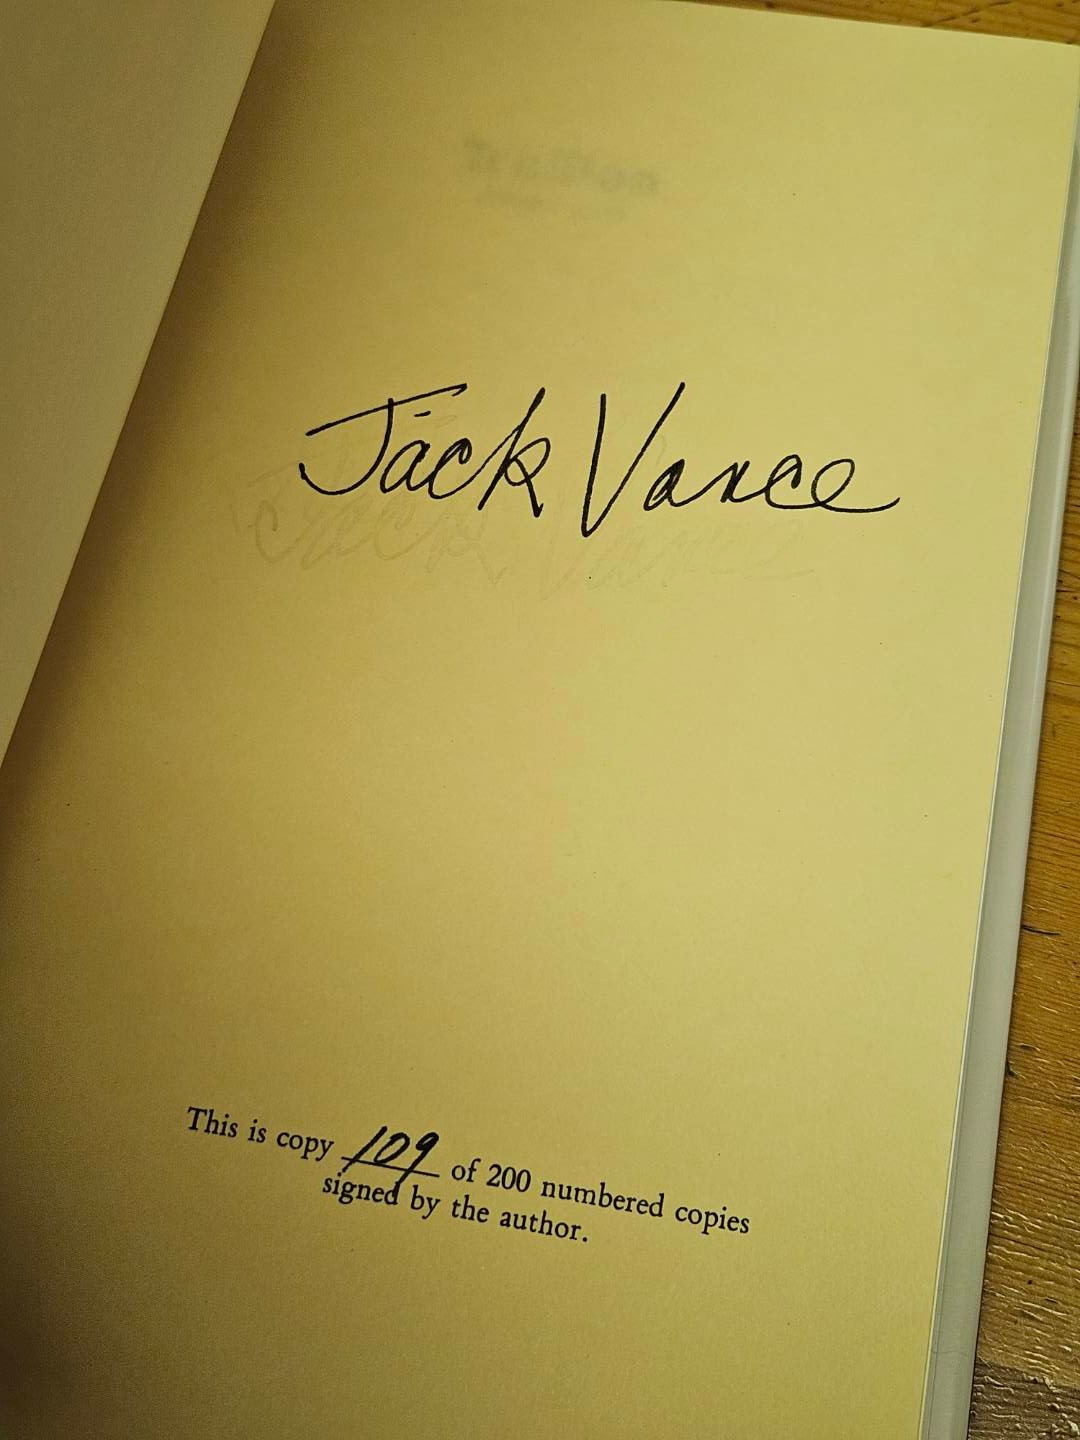 Jack Vance
This is copy 109 of 200 numbered copies
signed by the author.